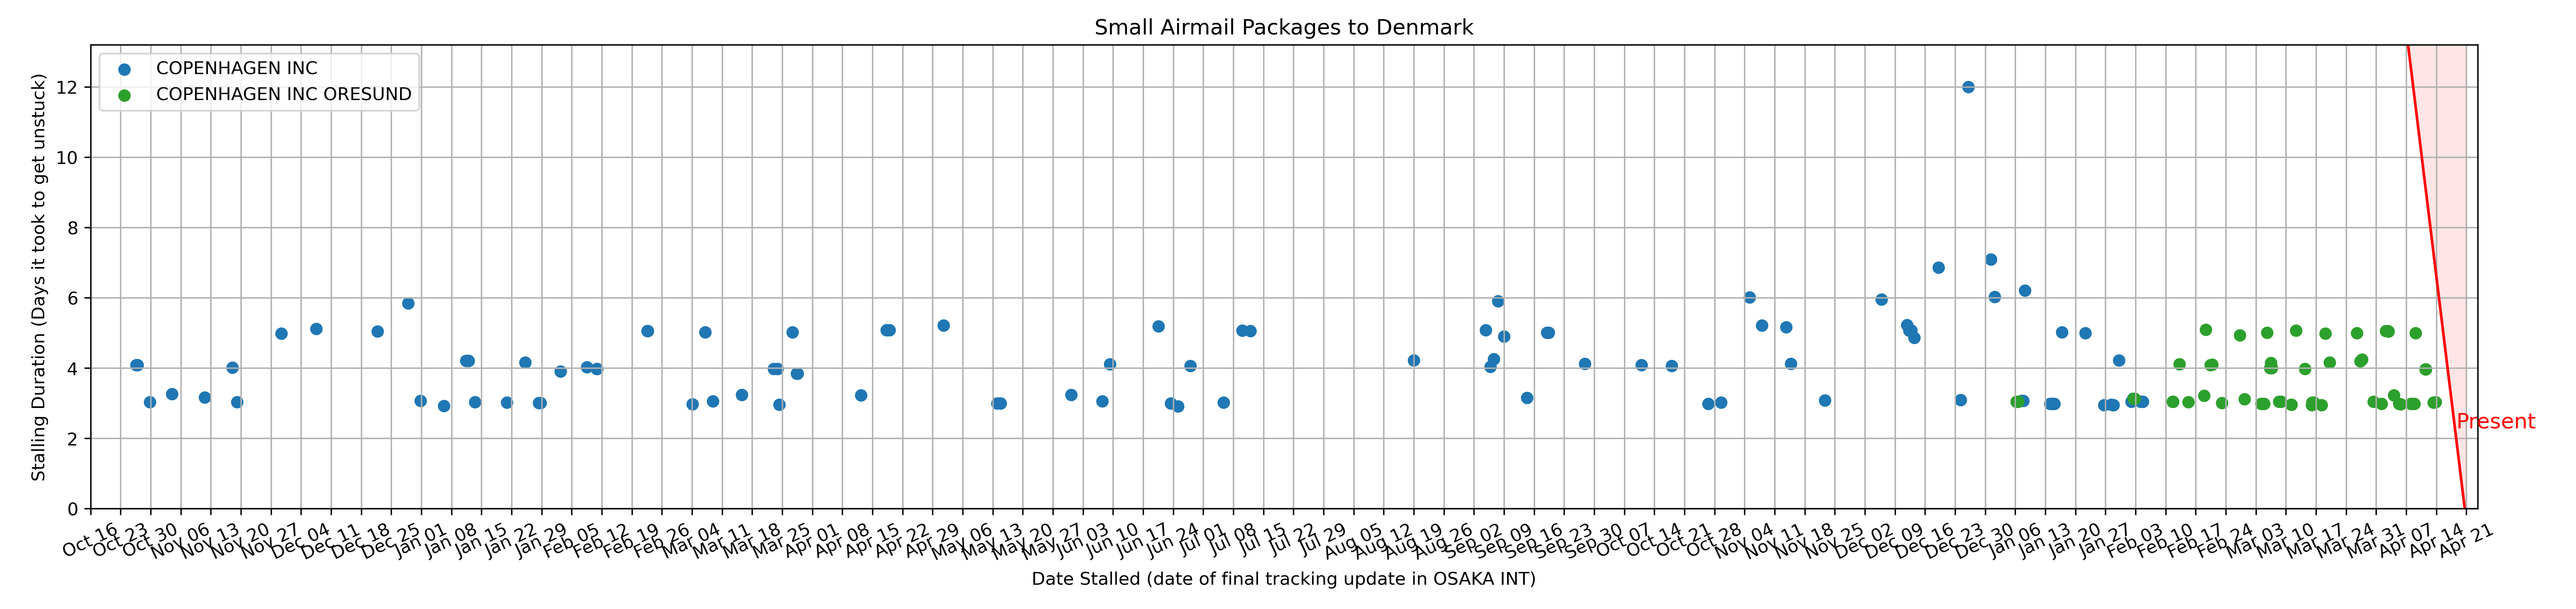 Small Airmail Packages to Denmark
COPENHAGEN INC
COPENHAGEN INC ORESUND
Stalling Duration (Days it took to get unstuck)
12
10
8
6
4
2
0
Present
Oct 16
Oct 23
Oct 30
Nov 06
Nov 13
Nov 20
Nov 27
Dec 04
Dec 11
Dec 18
Dec 25
Jan 01
Jan 08
Jan 15
Jan 22
Jan 29
Feb 05
Feb 12
Feb 19
Feb 26
Mar 04
Mar 11
Mar 18
Mar 25
Apr 01
Apr 08
Apr 15
Apr 22
Apr 29
May 06
May 13
May 20
May 27
Jun 03
Jun 10
Jun 17
Jun 24
Jul 01
Jul 08
Jul 15
Jul 22
Jul 29
Aug 05
Aug 12
Aug 19
Aug 26
Sep 02
Sep 09
Sep 16
Sep 23
Sep 30
Oct 07
Oct 14
Oct 21
Oct 28
Nov 04
Nov 11
Nov 18
Nov 25
Dec 02
Dec 09
Dec 16
Dec 23
Dec 30
Jan 06
Jan 13
Jan 20
Jan 27
Feb 03
Feb 10
Feb 17
Feb 24
Mar 03
Mar 10
Mar 17
Mar 24
Mar 31
Apr 07
Apr 14
Apr 21
Date Stalled (date of final tracking update in OSAKA INT)